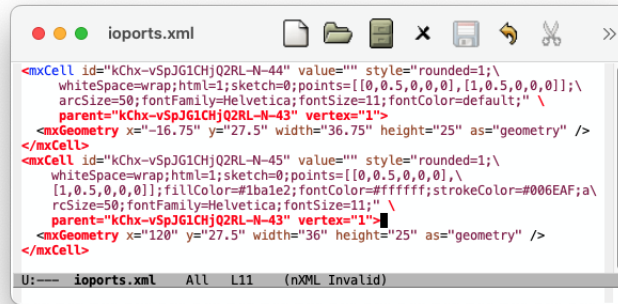 ioports.xml
<mxCell id="kChx-vSpJG1CHjQ2RL-N-44" value="" style="rounded=1;\
whiteSpace=wrap;html=1;sketch=0;points=[[0,0.5,0,0,0],[1,0.5,0,0,0]];\
arcSize=50;fontFamily=Helvetica;fontSize=11;fontColor=default;" \
parent="kChx-vSpJG1CHjQ2RL-N-43" vertex="1">
<mxGeometry x="-16.75" y="27.5" width="36.75" height="25" as="geometry" />
</mxCell>
<mxCell id="kChx-vSpJG1CHjQ2RL-N-45" value="" style="rounded=1;\
whiteSpace=wrap;html=1;sketch=0;points=[[0,0.5,0,0,0],\
[1,0.5,0,0,0]];fillColor=#1ba1e2;fontColor=#ffffff;strokeColor=#006EAF;a\
rcSize=50;fontFamily=Helvetica;fontSize=11;" \
parent="kChx-vSpJG1CHjQ2RL-N-43" vertex="1">
<mxGeometry x="120" y="27.5" width="36" height="25" as="geometry" />
</mxCell>
U:--- ioports.xml All L11 (nXML Invalid)